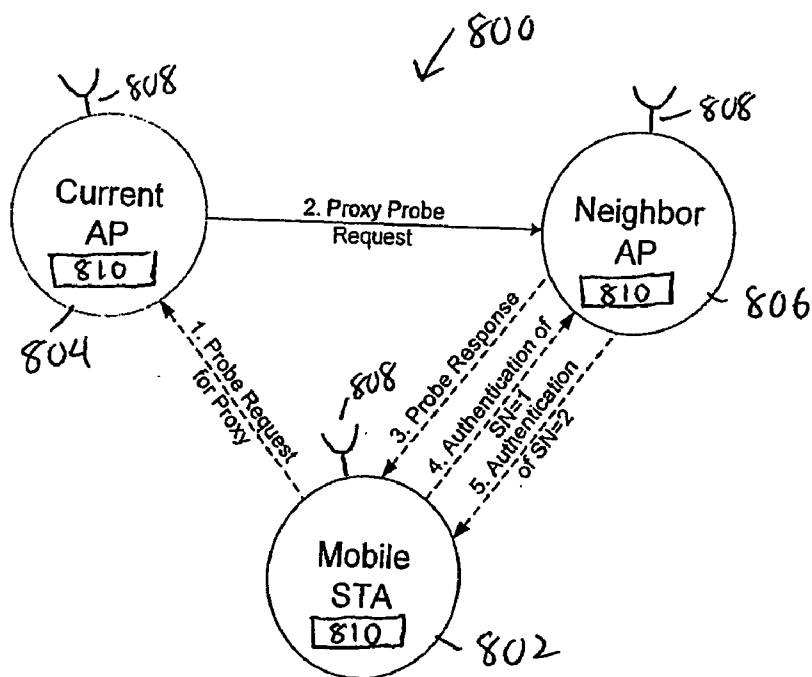 800
808
808
Current
AP
810
2. Proxy Probe
Request
Neighbor
AP
810
804
806
1. Probe Request
for Proxy
808
3. Probe Response
4. Authentication of
SN=1
5. Authentication
of SN=2
Mobile
STA
810
802